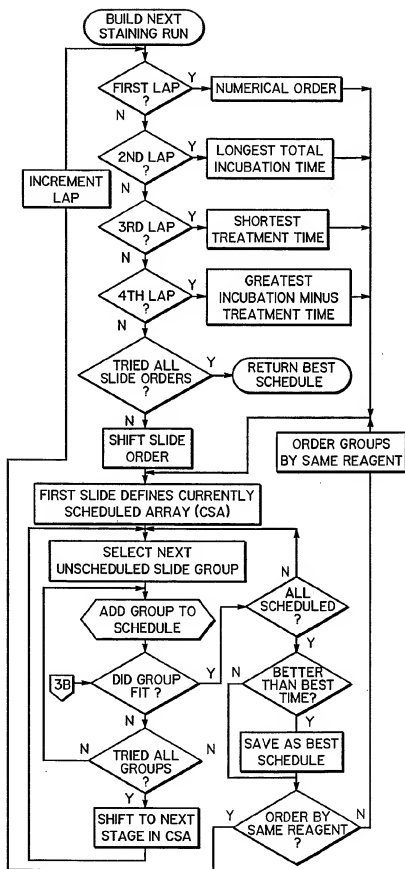 BUILD NEXT
STAINING RUN
FIRST LAP
?
Y
NUMERICAL ORDER
N
2ND LAP
?
Y
LONGEST TOTAL
INCUBATION TIME
N
INCREMENT
LAP
3RD LAP
?
Y
SHORTEST
TREATMENT TIME
N
4TH LAP
?
Y
GREATEST
INCUBATION MINUS
TREATMENT TIME
N
TRIED ALL
SLIDE ORDERS
?
Y
RETURN BEST
SCHEDULE
N
SHIFT SLIDE
ORDER
ORDER GROUPS
BY SAME REAGENT
FIRST SLIDE DEFINES CURRENTLY
SCHEDULED ARRAY (CSA)
SELECT NEXT
UNSCHEDULED SLIDE GROUP
N
ADD GROUP TO
SCHEDULE
ALL
SCHEDULED
?
Y
3B
DID GROUP
FIT ?
Y
N
BETTER
THAN BEST
TIME?
N
Y
N
TRIED ALL
GROUPS
?
N
SAVE AS BEST
SCHEDULE
Y
SHIFT TO NEXT
STAGE IN CSA
Y
ORDER BY
SAME REAGENT
?
N